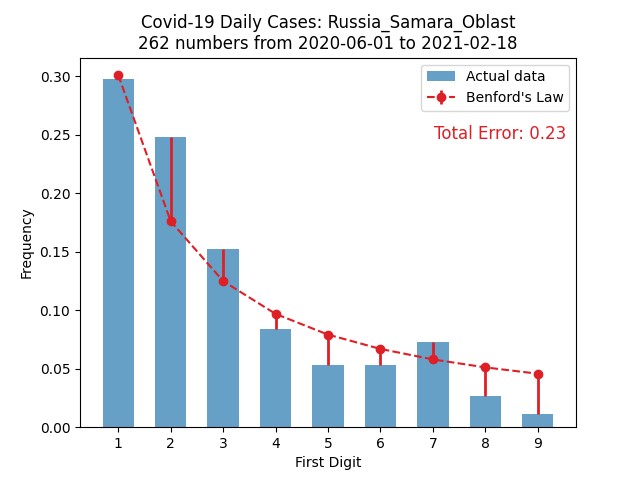 Covid-19 Daily Cases: Russia_Samara_Oblast
262 numbers from 2020-06-01 to 2021-02-18
Actual data
Benford's Law
Total Error: 0.23
Frequency
0.30
0.25
0.20
0.15
0.10
0.05
0.00
1 2 3 4 5 6 7 8 9
First Digit